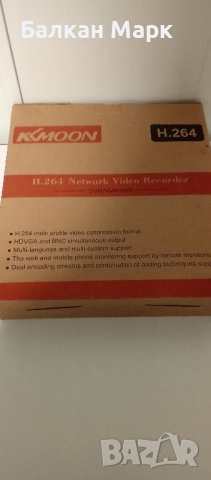 Балкан Марк
KKMOON
H.264
H.264 Network Video Recorder
• H.264 main profile video compression format
• HDVGA and BNC simultaneous output
• Multi-language and multi-system support
• The web and mobile phone monitoring support by remote monitoring
• Dual encoding streams and combination of coding techniques
bazar
БГ